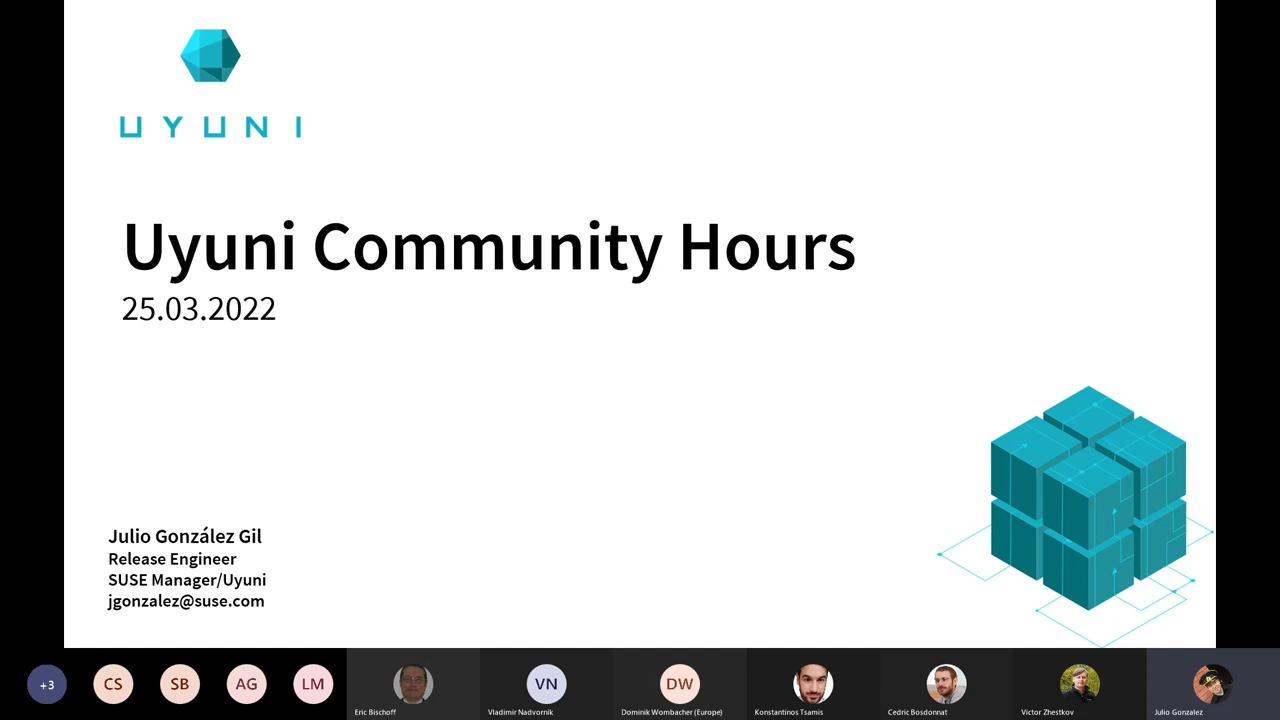 UYUNI
Uyuni Community Hours
25.03.2022
Julio González Gil
Release Engineer
SUSE Manager/Uyuni
jgonzalez@suse.com
+3
CS
SB
AG
LM
Eric Bischoff
VN
Vladimir Nadvornik
DW
Dominik Wombacher (Europe)
Konstantinos Tsamis
Cedric Bosdonnat
Victor Zhestkov
Julio Gonzalez